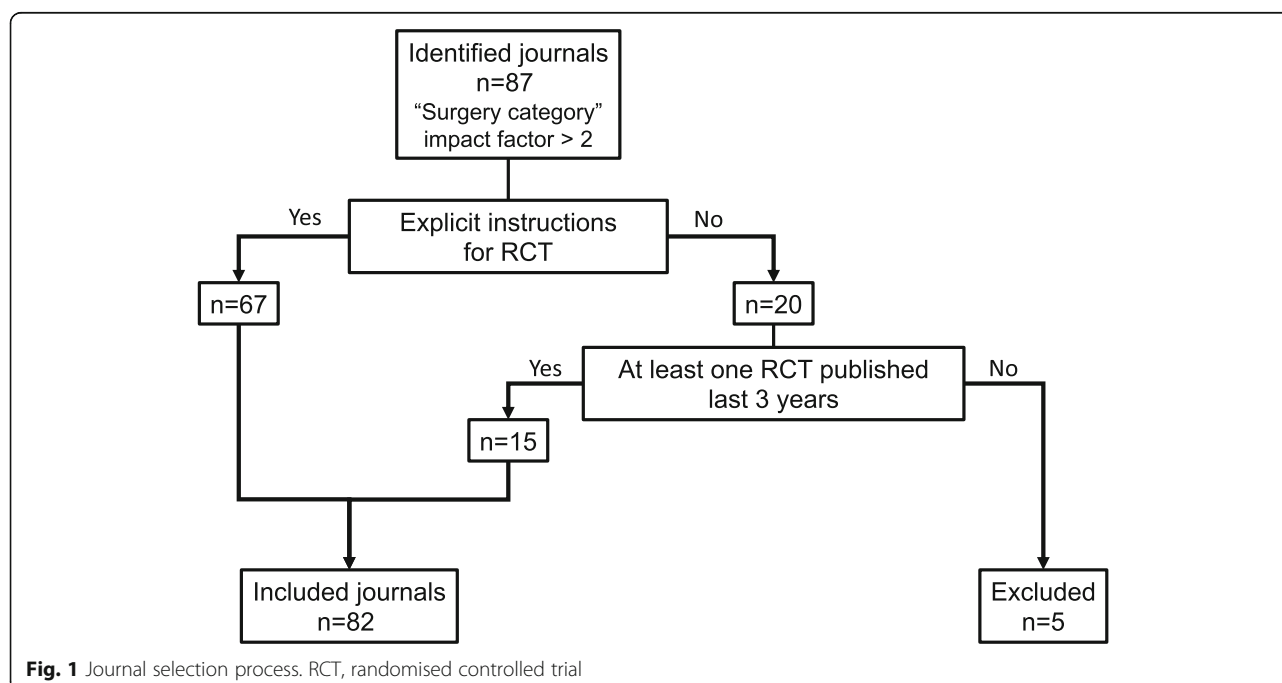 Identified journals
n=87
“Surgery category”
impact factor > 2
Yes
Explicit instructions
for RCT
No
n=67
n=20
Yes
At least one RCT published
last 3 years
No
n=15
Included journals
n=82
Excluded
n=5
Fig. 1 Journal selection process. RCT, randomised controlled trial